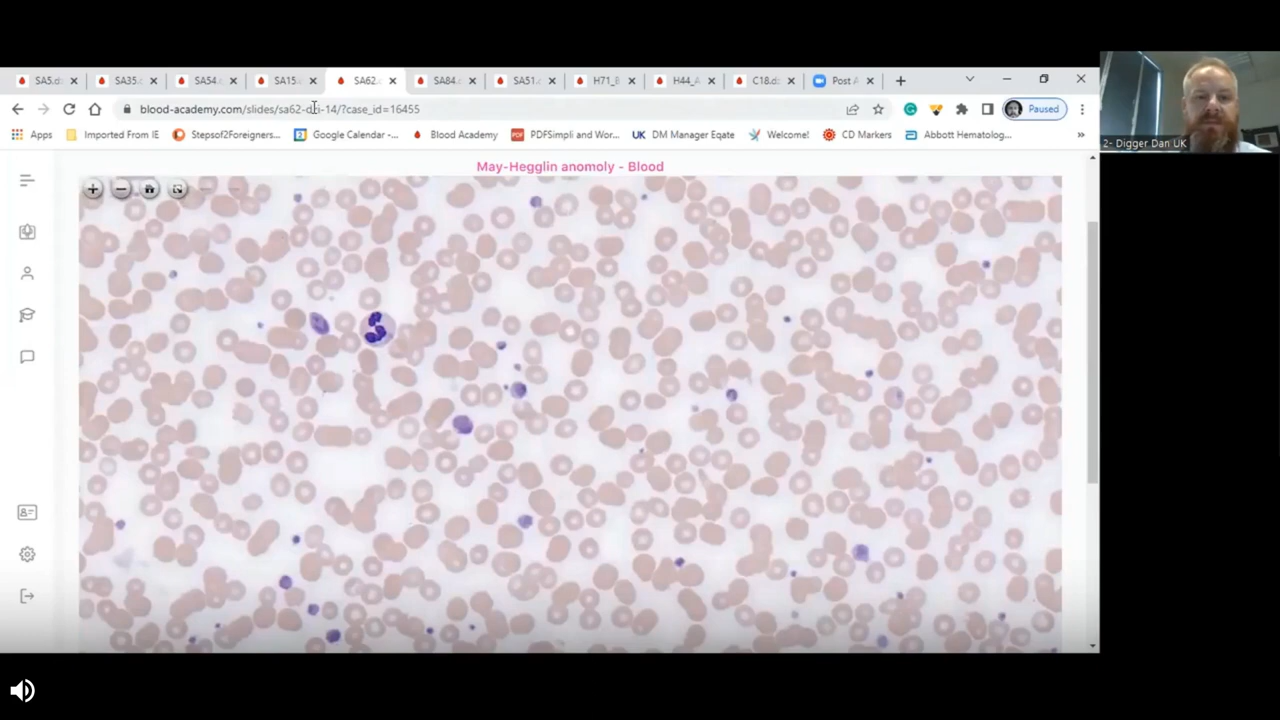 SA5.d
SA35.c
SA54.c
SA15.
SA62.c
SA84.c
SA51.c
H71_E
H44_A
C18.d
Post A
blood-academy.com/slides/sa62-dm-14/?case_id=16455
Paused
Apps
Imported From IE
Stepsof2Foreigners...
Google Calendar -...
Blood Academy
PDFSimpli and Wor...
UK DM Manager Eqate
Welcome!
CD Markers
Abbott Hematolog...
2- Digger Dan UK
May-Hegglin anomoly - Blood